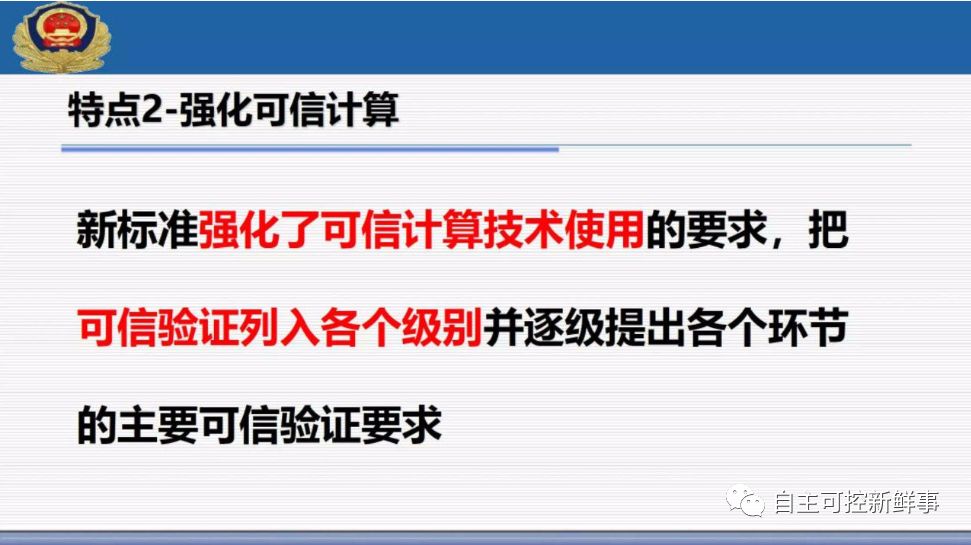 特点2-强化可信计算
新标准强化了可信计算技术使用的要求，把
可信验证列入各个级别并逐级提出各个环节
的主要可信验证要求
自主可控新鲜事